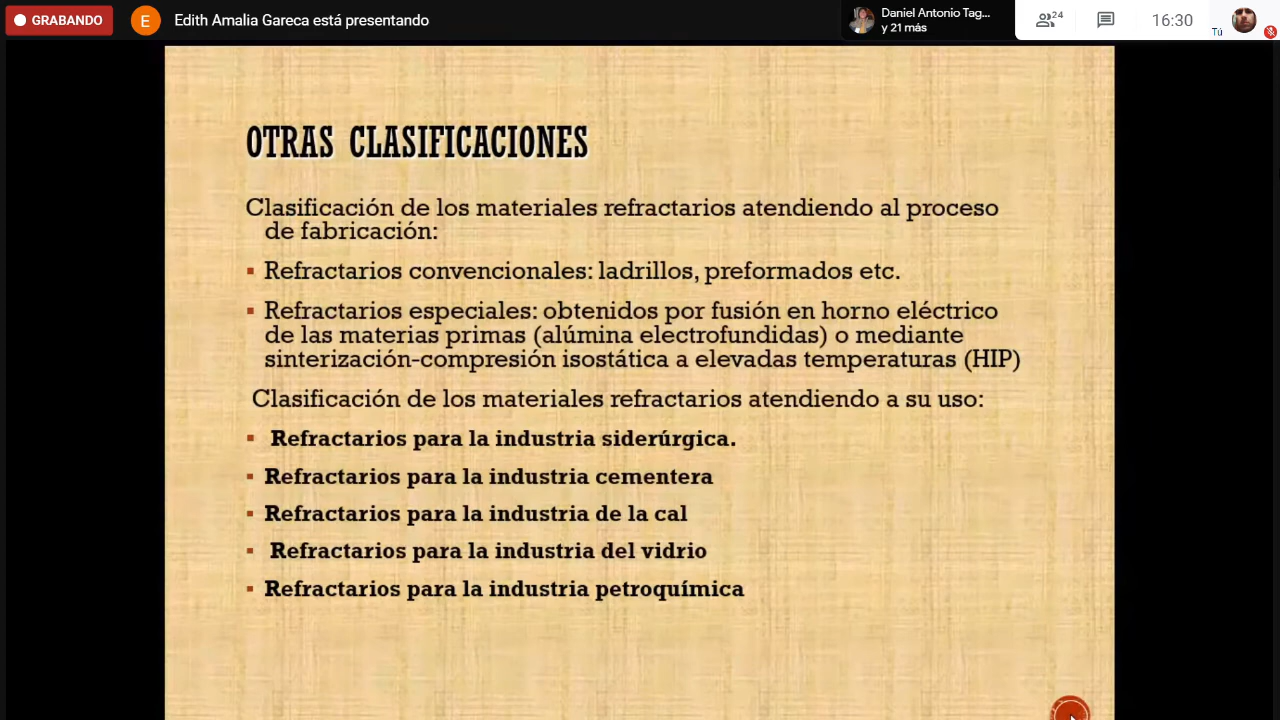 GRABANDO
E
Edith Amalia Gareca está presentando
Daniel Antonio Tag...
y 21 más
24
16:30
Tú
OTRAS CLASIFICACIONES
Clasificación de los materiales refractarios atendiendo al proceso
de fabricación:
▪ Refractarios convencionales: ladrillos, preformados etc.
▪ Refractarios especiales: obtenidos por fusión en horno eléctrico
de las materias primas (alúmina electrofundidas) o mediante
sinterización-compresión isostática a elevadas temperaturas (HIP)
Clasificación de los materiales refractarios atendiendo a su uso:
▪ Refractarios para la industria siderúrgica.
▪ Refractarios para la industria cementera
▪ Refractarios para la industria de la cal
▪ Refractarios para la industria del vidrio
▪ Refractarios para la industria petroquímica